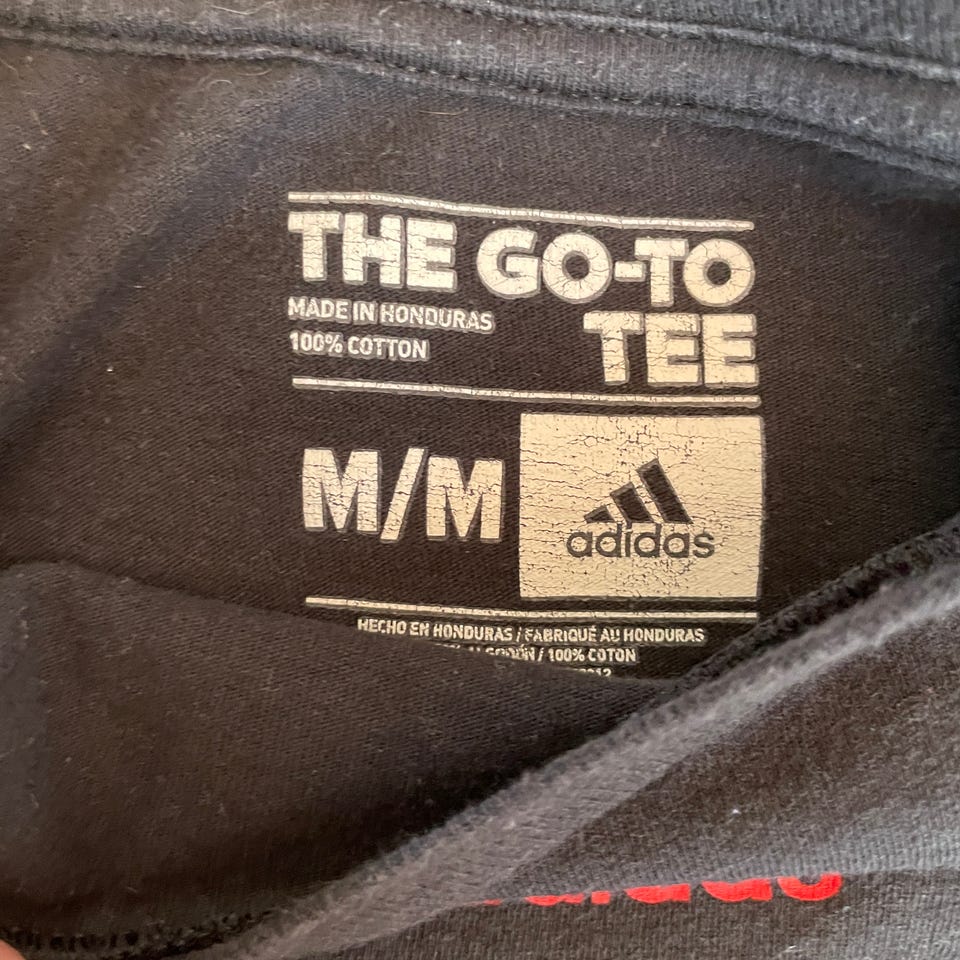 THE GO-TO
TEE
MADE IN HONDURAS
100% COTTON
M/M
adidas
HECHO EN HONDURAS / FABRIQUÉ AU HONDURAS
/ 100% COTON